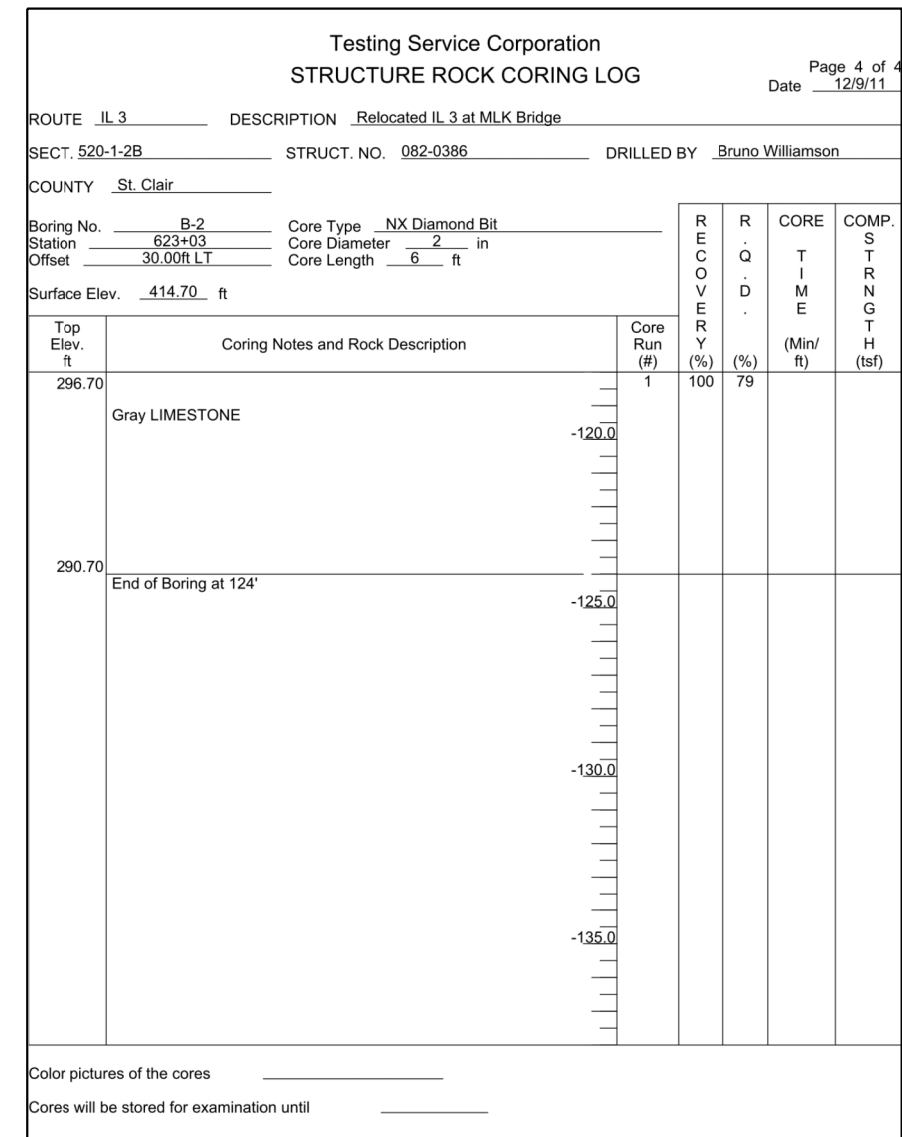 Testing Service Corporation
STRUCTURE ROCK CORING LOG
Page 4 of 4
Date 12/9/11
ROUTE IL 3 DESCRIPTION Relocated IL 3 at MLK Bridge
SECT. 520-1-2B STRUCT. NO. 082-0386 DRILLED BY Bruno Williamson
COUNTY St. Clair
Boring No. B-2 Core Type NX Diamond Bit
Station 623+03 Core Diameter 2 in
Offset 30.00ft LT Core Length 6 ft
Surface Elev. 414.70 ft
RECOVERY (%)
R.Q.D. (%)
CORE TIME (Min/ft)
COMP. STRNGTH (tsf)
Top Elev. ft
Coring Notes and Rock Description
Core Run (#)
296.70 1 100 79
Gray LIMESTONE
-120.0
290.70
End of Boring at 124'
-125.0
-130.0
-135.0
Color pictures of the cores
Cores will be stored for examination until